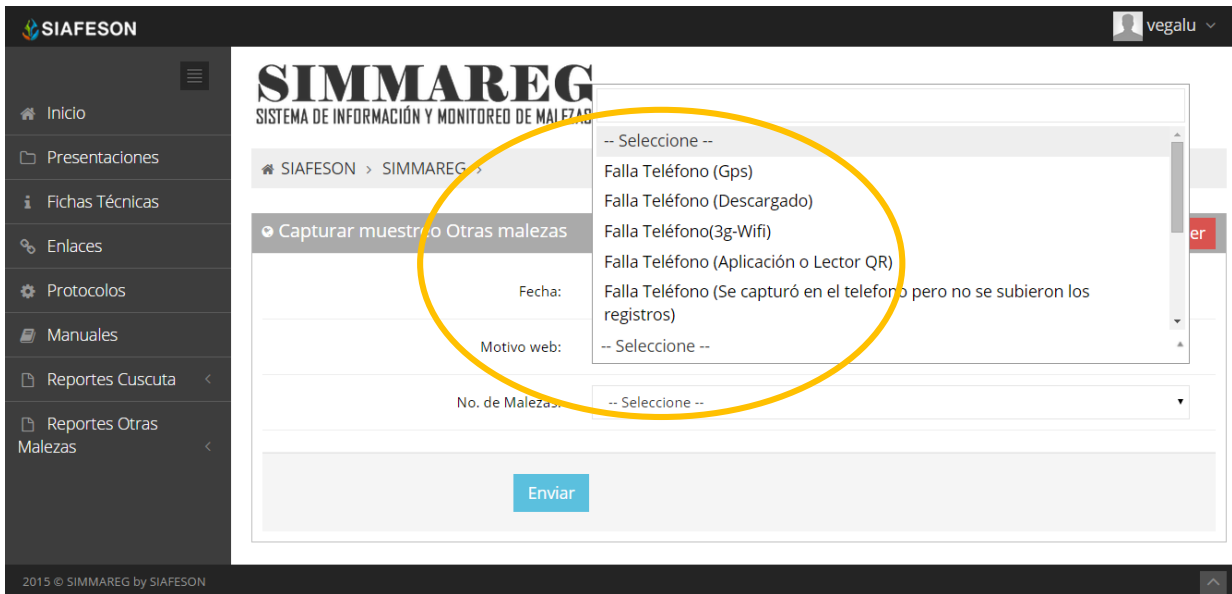 SIAFESON
vegalu
Inicio
Presentaciones
Fichas Técnicas
Enlaces
Protocolos
Manuales
Reportes Cuscuta
Reportes Otras
Malezas
SIMMAREG
SISTEMA DE INFORMACIÓN Y MONITOREO DE MALEZAS
SIAFESON > SIMMAREG >
Capturar muestreo Otras malezas
er
Fecha:
-- Seleccione --
Falla Teléfono (Gps)
Falla Teléfono (Descargado)
Falla Teléfono(3g-Wifi)
Falla Teléfono (Aplicación o Lector QR)
Falla Teléfono (Se capturó en el telefono pero no se subieron los
registros)
Motivo web: -- Seleccione --
No. de Malezas: -- Seleccione --
Enviar
2015 © SIMMAREG by SIAFESON